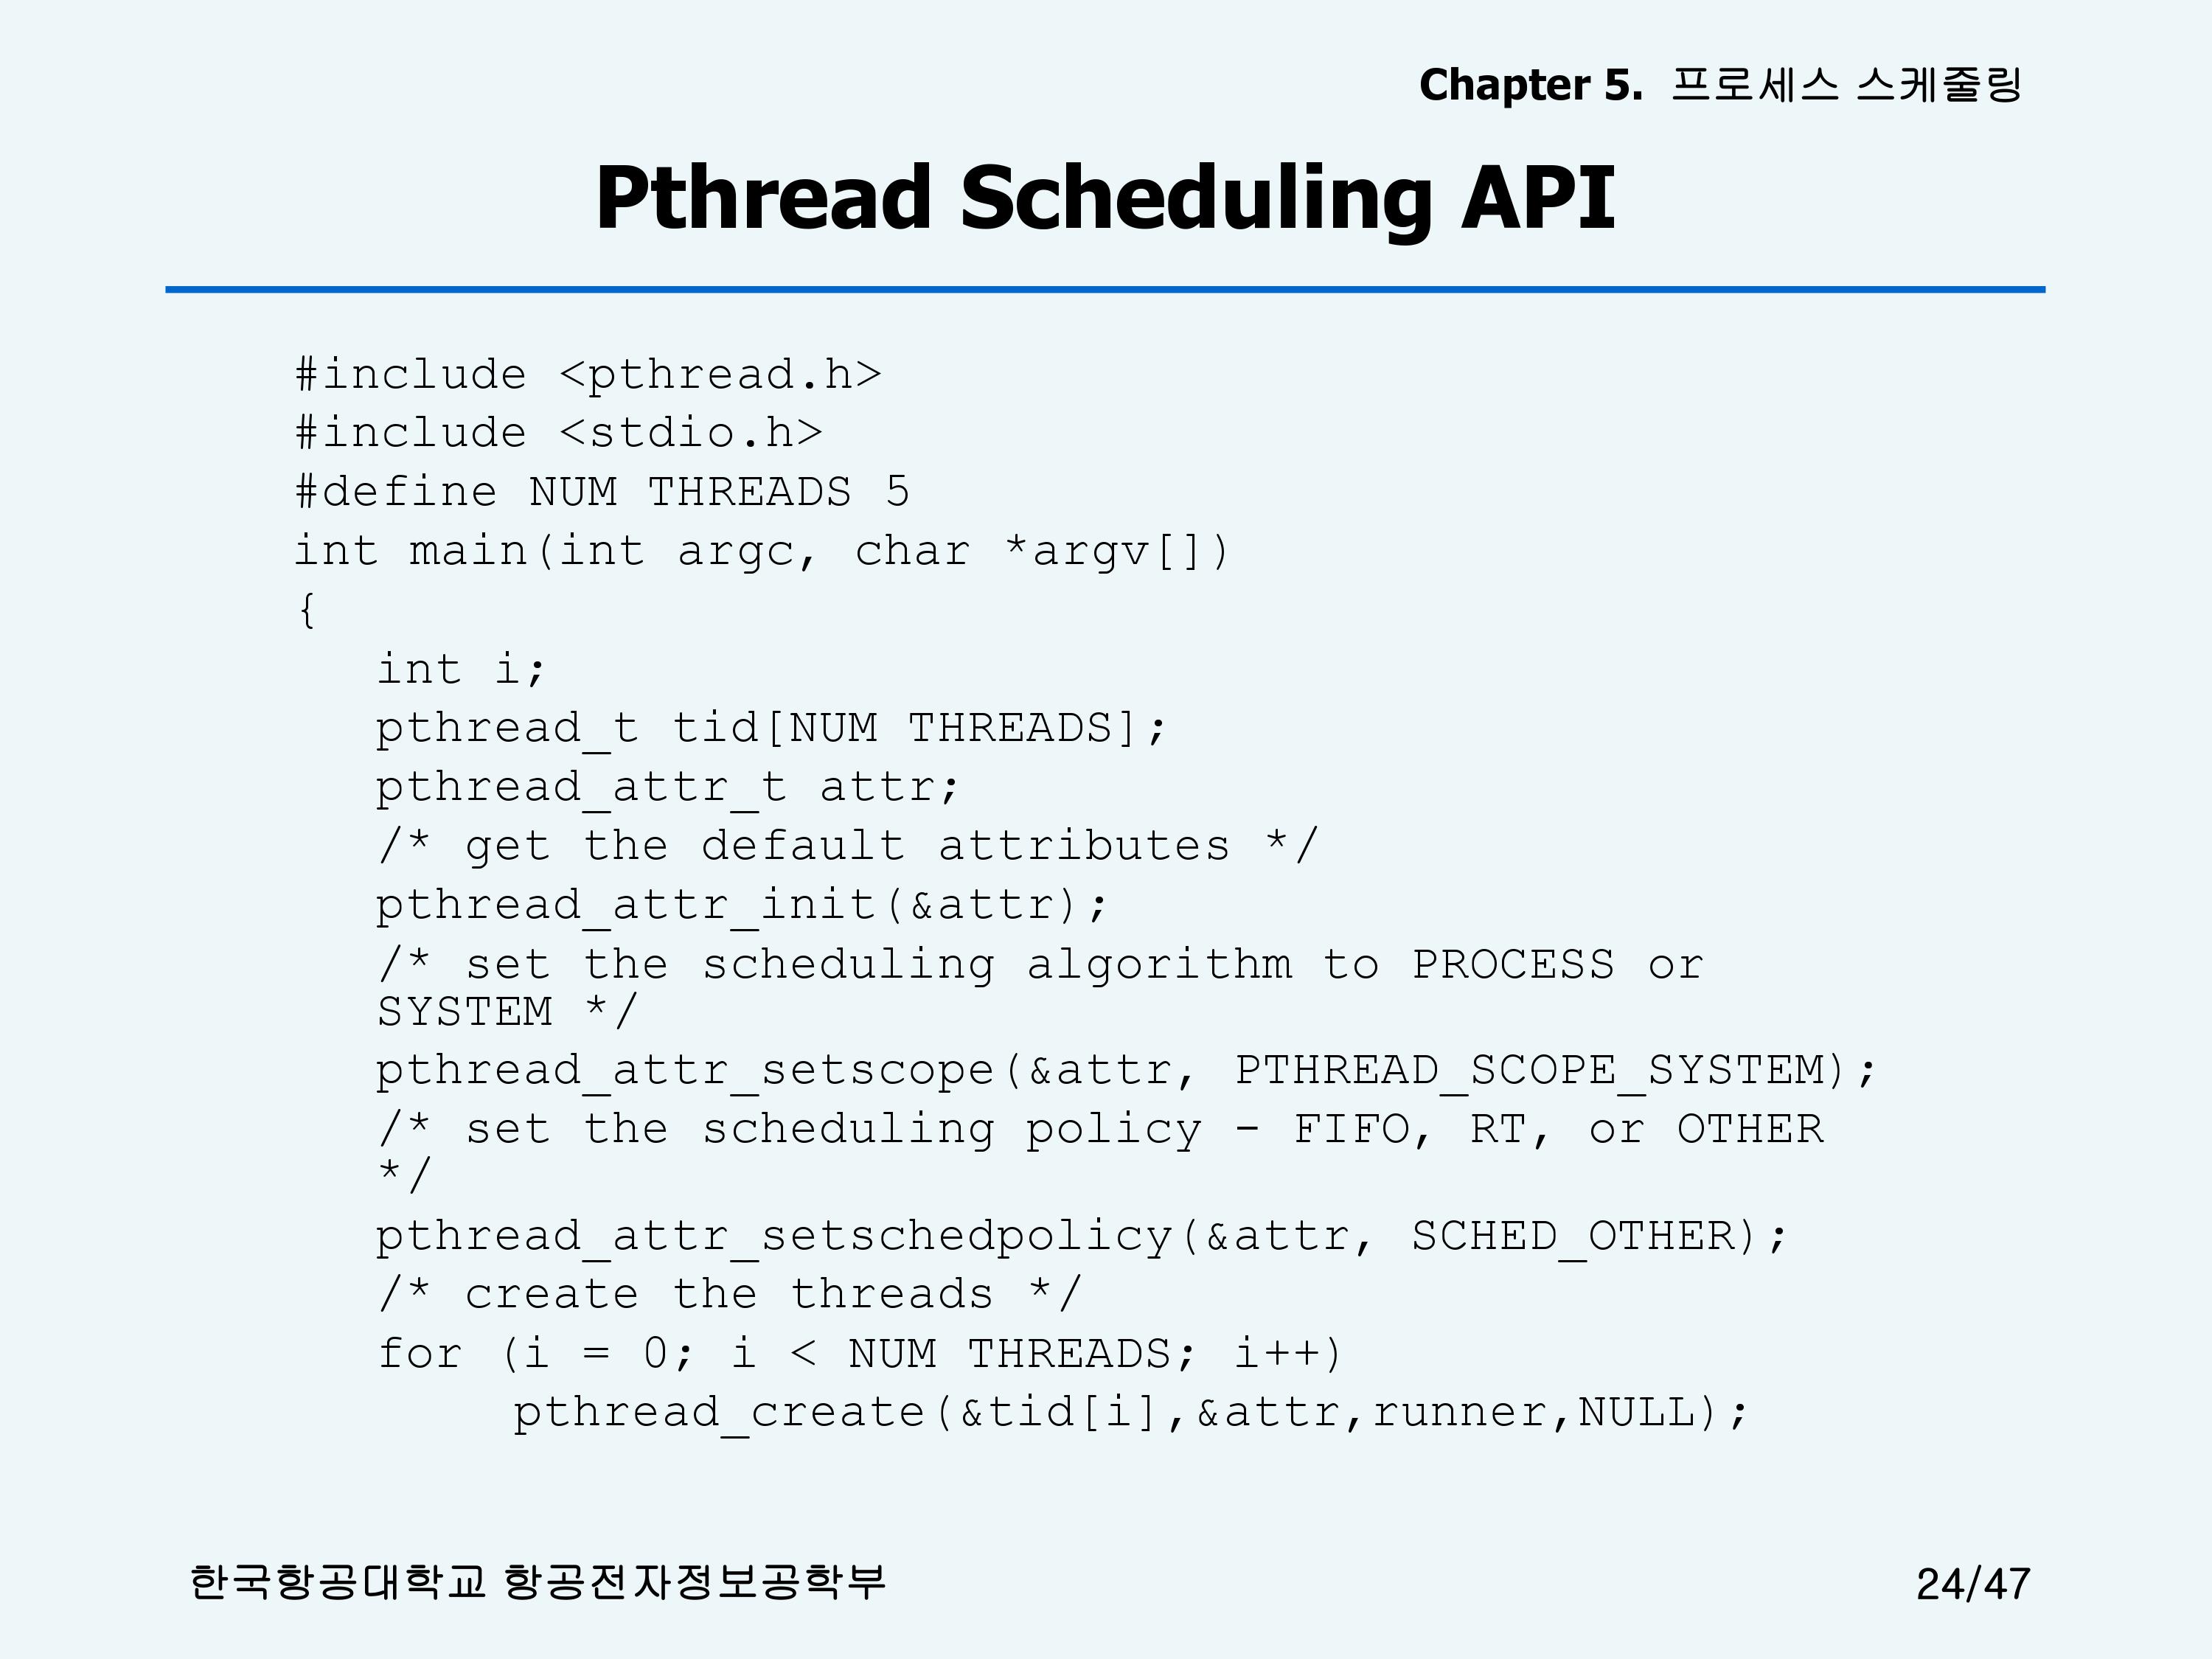 Chapter 5. 프로세스 스케줄링
Pthread Scheduling API
#include <pthread.h>
#include <stdio.h>
#define NUM THREADS 5
int main(int argc, char *argv[])
{
int i;
pthread_t tid[NUM THREADS];
pthread_attr_t attr;
/* get the default attributes */
pthread_attr_init(&attr);
/* set the scheduling algorithm to PROCESS or
SYSTEM */
pthread_attr_setscope(&attr, PTHREAD_SCOPE_SYSTEM);
/* set the scheduling policy - FIFO, RT, or OTHER
*/
pthread_attr_setschedpolicy(&attr, SCHED_OTHER);
/* create the threads */
for (i = 0; i < NUM THREADS; i++)
pthread_create(&tid[i],&attr,runner,NULL);
한국항공대학교 항공전자정보공학부
24/47